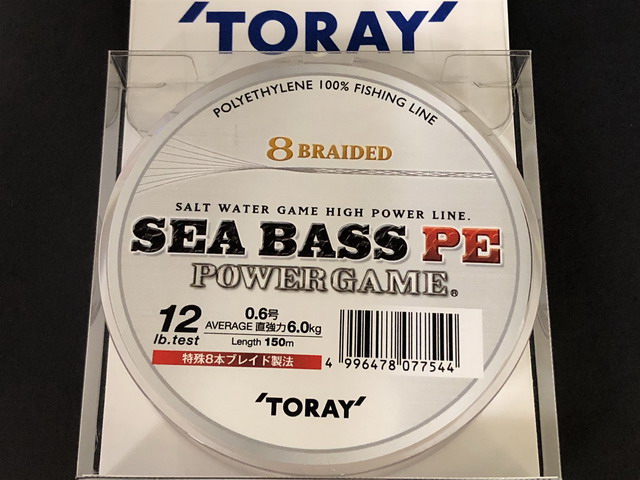 'TORAY'
POLYETHYLENE 100% FISHING LINE
8 BRAIDED
SALT WATER GAME HIGH POWER LINE.
SEA BASS PE
POWERGAME®
12 lb.test
0.6号
AVERAGE 直強力 6.0kg
Length 150m
特殊8本ブレイド製法
4 996478 077544
'TORAY'